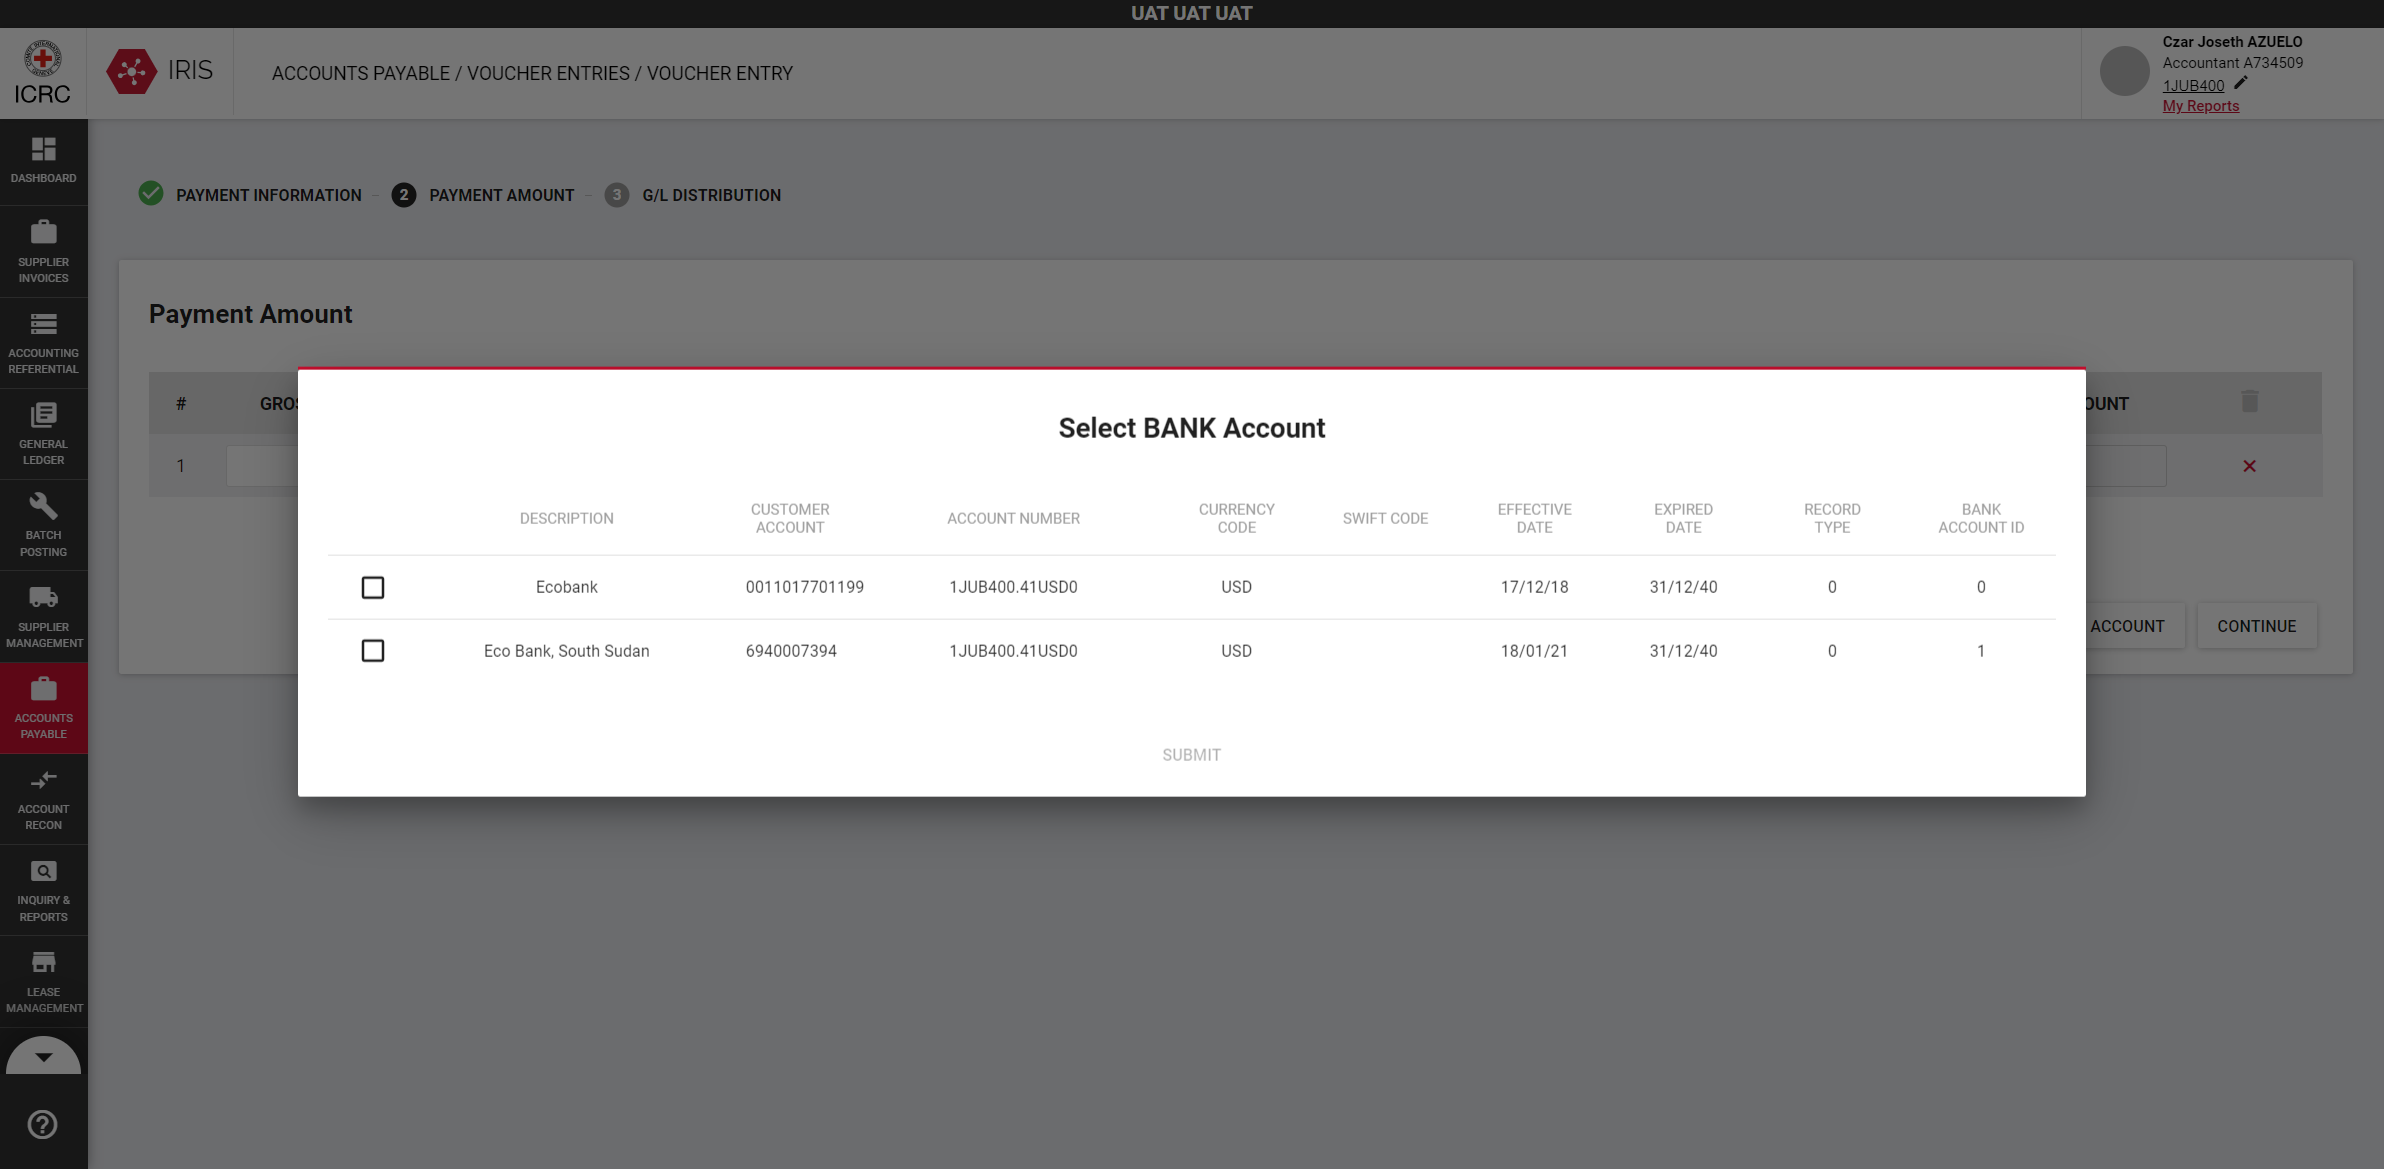 UAT UAT UAT
ICRC
IRIS
ACCOUNTS PAYABLE / VOUCHER ENTRIES / VOUCHER ENTRY
Czar Joseth AZUELO
Accountant A734509
1JUB400
My Reports
DASHBOARD
SUPPLIER
INVOICES
ACCOUNTING
REFERENTIAL
GENERAL
LEDGER
BATCH
POSTING
SUPPLIER
MANAGEMENT
ACCOUNTS
PAYABLE
ACCOUNT
RECON
INQUIRY &
REPORTS
LEASE
MANAGEMENT
PAYMENT INFORMATION - 2 PAYMENT AMOUNT - 3 G/L DISTRIBUTION
Payment Amount
# GROS OUNT
1
ACCOUNT CONTINUE
Select BANK Account
DESCRIPTION CUSTOMER ACCOUNT ACCOUNT NUMBER CURRENCY CODE SWIFT CODE EFFECTIVE DATE EXPIRED DATE RECORD TYPE BANK ACCOUNT ID
Ecobank 0011017701199 1JUB400.41USD0 USD 17/12/18 31/12/40 0 0
Eco Bank, South Sudan 6940007394 1JUB400.41USD0 USD 18/01/21 31/12/40 0 1
SUBMIT